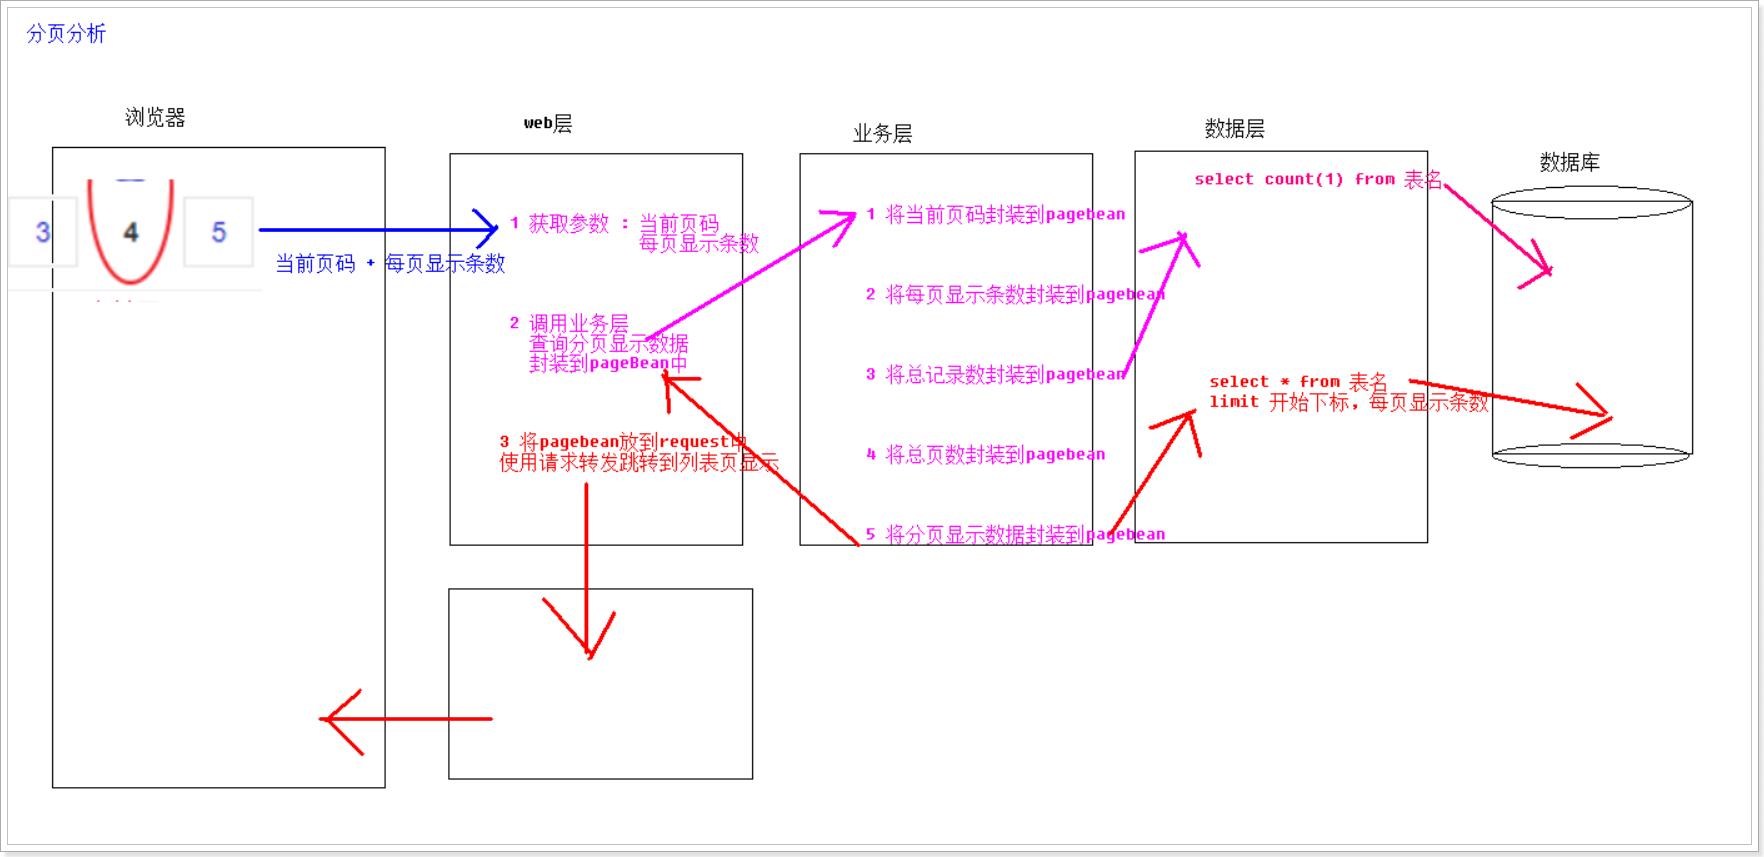 分页分析
浏览器
web层
业务层
数据层
数据库
3
4
5
当前页码 + 每页显示条数
1 获取参数 : 当前页码
每页显示条数
2 调用业务层
查询分页显示数据
封装到pageBean中
3 将pagebean放到request中
使用请求转发跳转到列表页显示
1 将当前页码封装到pagebean
2 将每页显示条数封装到pagebean
3 将总记录数封装到pagebean
4 将总页数封装到pagebean
5 将分页显示数据封装到pagebean
select count(1) from 表名
select * from 表名
limit 开始下标，每页显示条数